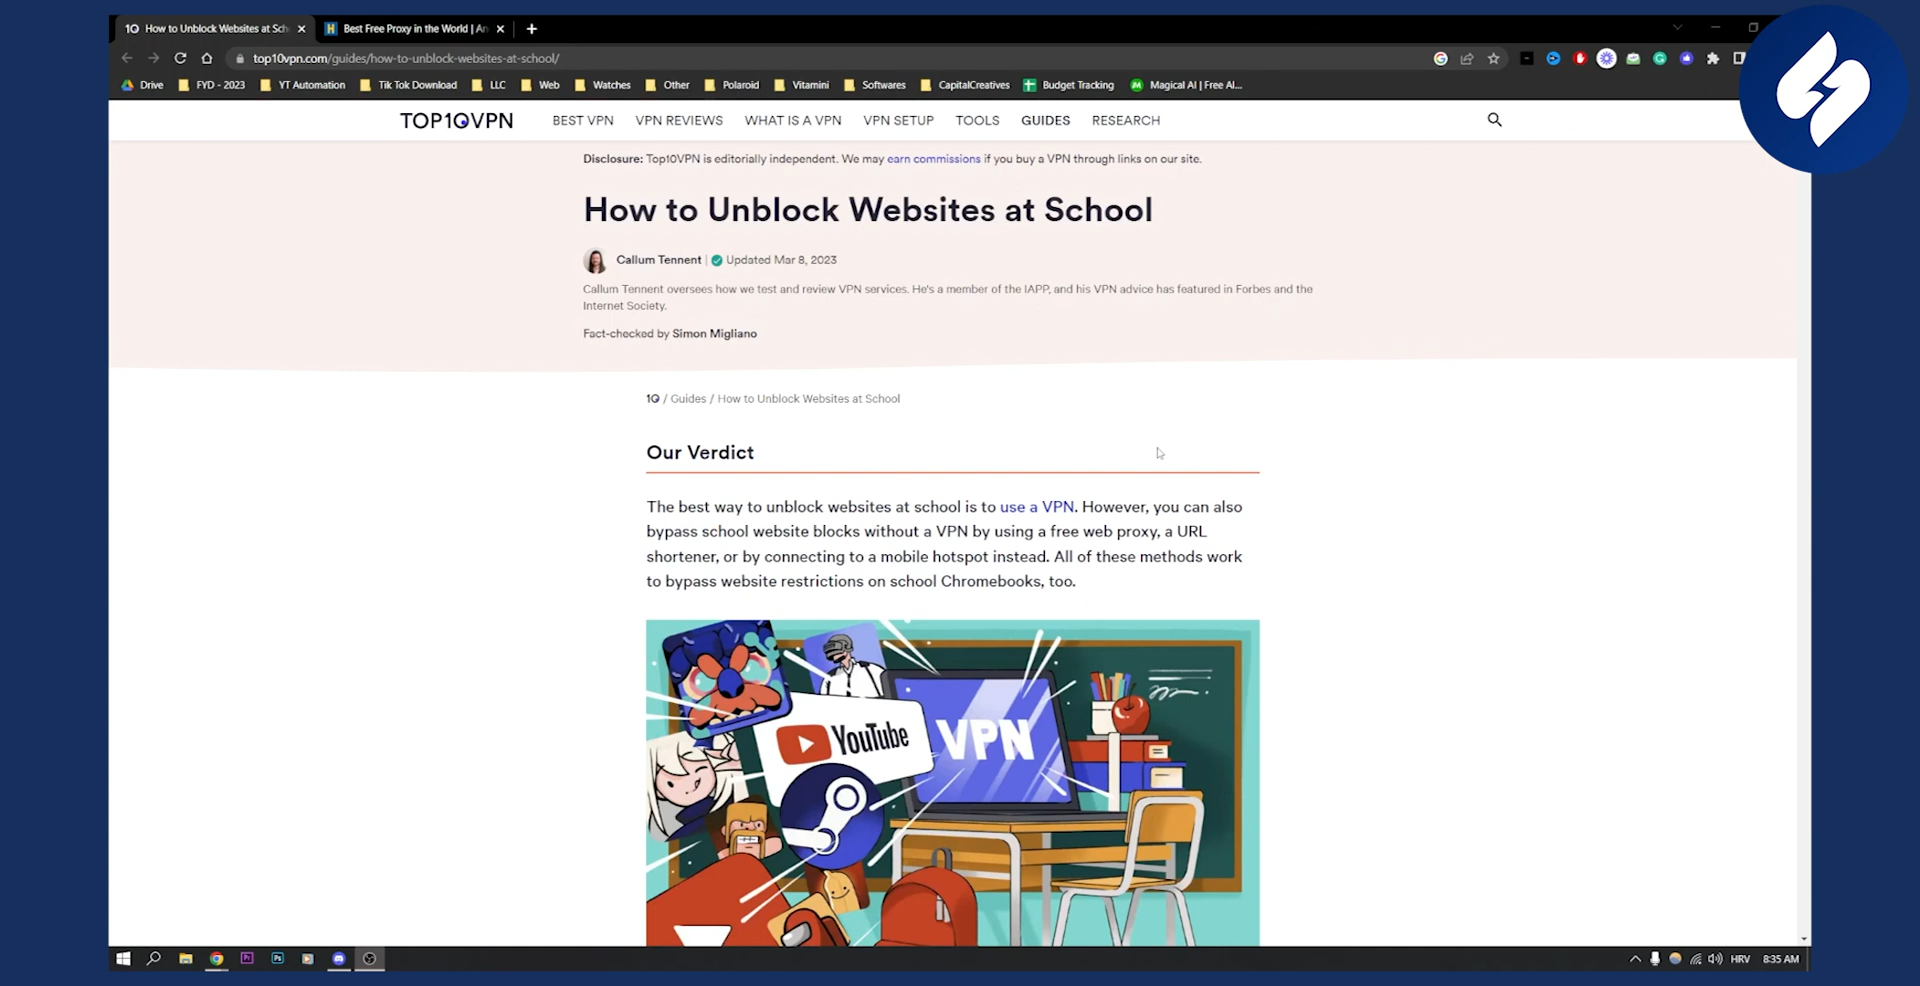 How to Unblock Websites at Sch
Best Free Proxy in the World | An
top10vpn.com/guides/how-to-unblock-websites-at-school/
Drive FYD - 2023 YT Automation Tik Tok Download LLC Web Watches Other Polaroid Vitamini Softwares CapitalCreatives Budget Tracking Magical AI | Free AI...
TOP10VPN BEST VPN VPN REVIEWS WHAT IS A VPN VPN SETUP TOOLS GUIDES RESEARCH
Disclosure: Top10VPN is editorially independent. We may earn commissions if you buy a VPN through links on our site.
How to Unblock Websites at School
Callum Tennent | Updated Mar 8, 2023
Callum Tennent oversees how we test and review VPN services. He's a member of the IAPP, and his VPN advice has featured in Forbes and the
Internet Society.
Fact-checked by Simon Migliano
10 / Guides / How to Unblock Websites at School
Our Verdict
The best way to unblock websites at school is to use a VPN. However, you can also
bypass school website blocks without a VPN by using a free web proxy, a URL
shortener, or by connecting to a mobile hotspot instead. All of these methods work
to bypass website restrictions on school Chromebooks, too.
YouTube
VPN
HRV 8:35 AM